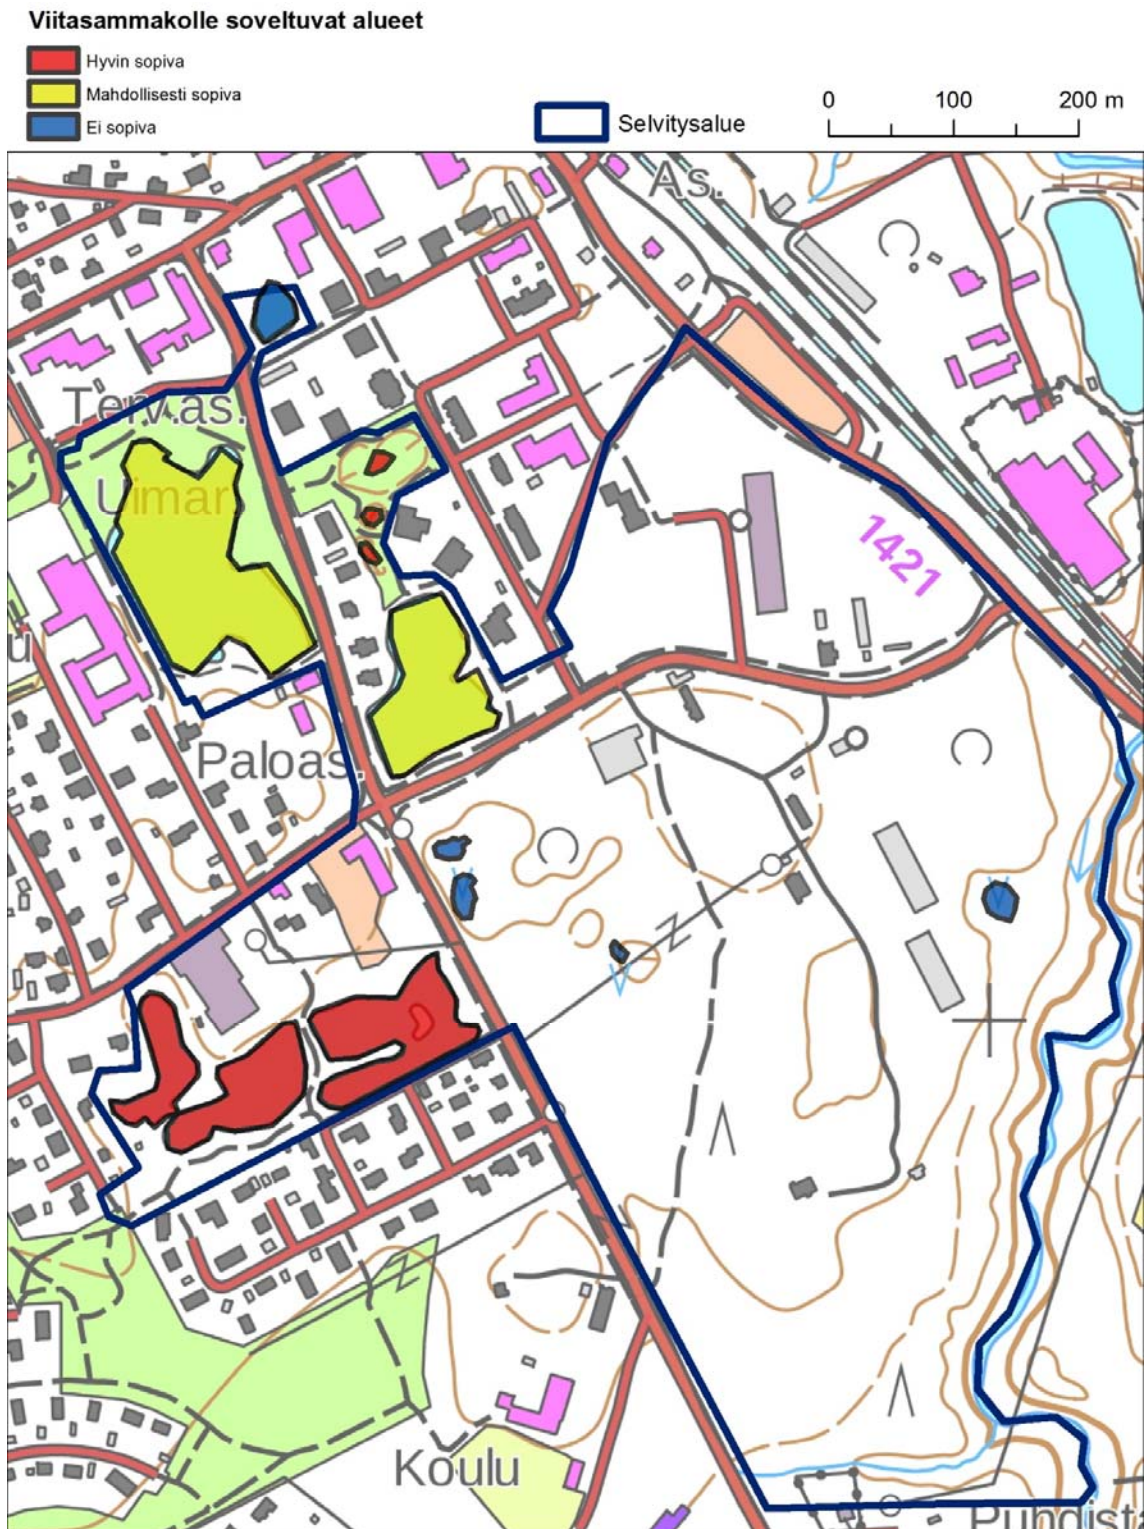 Viitasammakolle soveltuvat alueet
Hyvin sopiva
Mahdollisesti sopiva
Ei sopiva
Selvitysalue
0 100 200 m
As.
Terv.as.
Uimar.
1421
u
Paloas.
Koulu
Puhdista